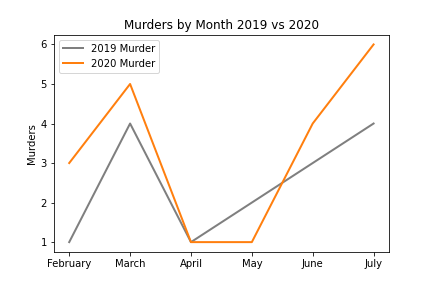 Murders by Month 2019 vs 2020
2019 Murder
2020 Murder
Murders
6
5
4
3
2
1
February March April May June July